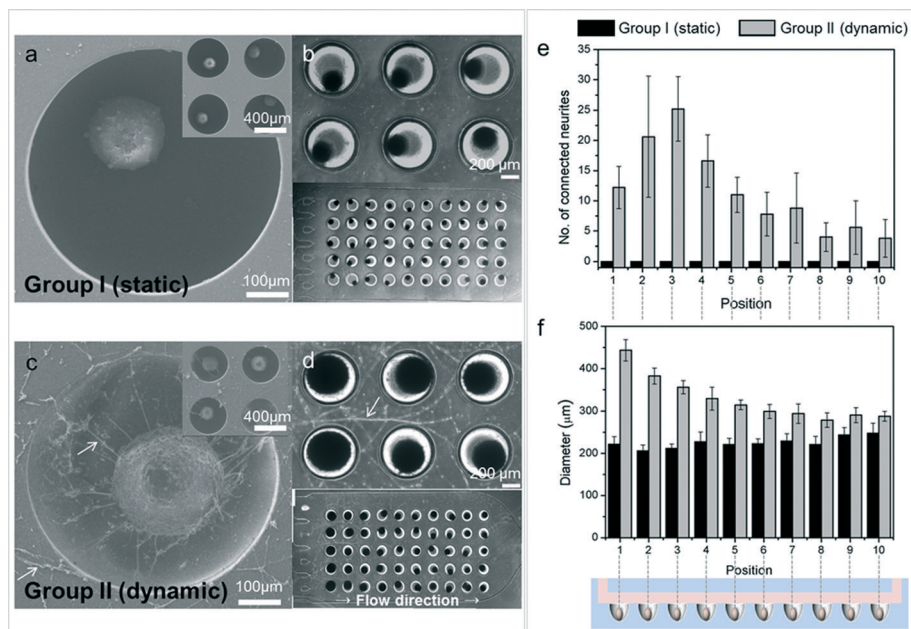 a
400μm
Group I (static)
100μm
b
200 μm
c
400μm
Group II (dynamic)
100μm
d
200 μm
→ Flow direction →
Group I (static) Group II (dynamic)
e
No. of connected neurites
35
30
25
20
15
10
5
0
1 2 3 4 5 6 7 8 9 10
Position
f
Diameter (μm)
500
400
300
200
100
0
1 2 3 4 5 6 7 8 9 10
Position